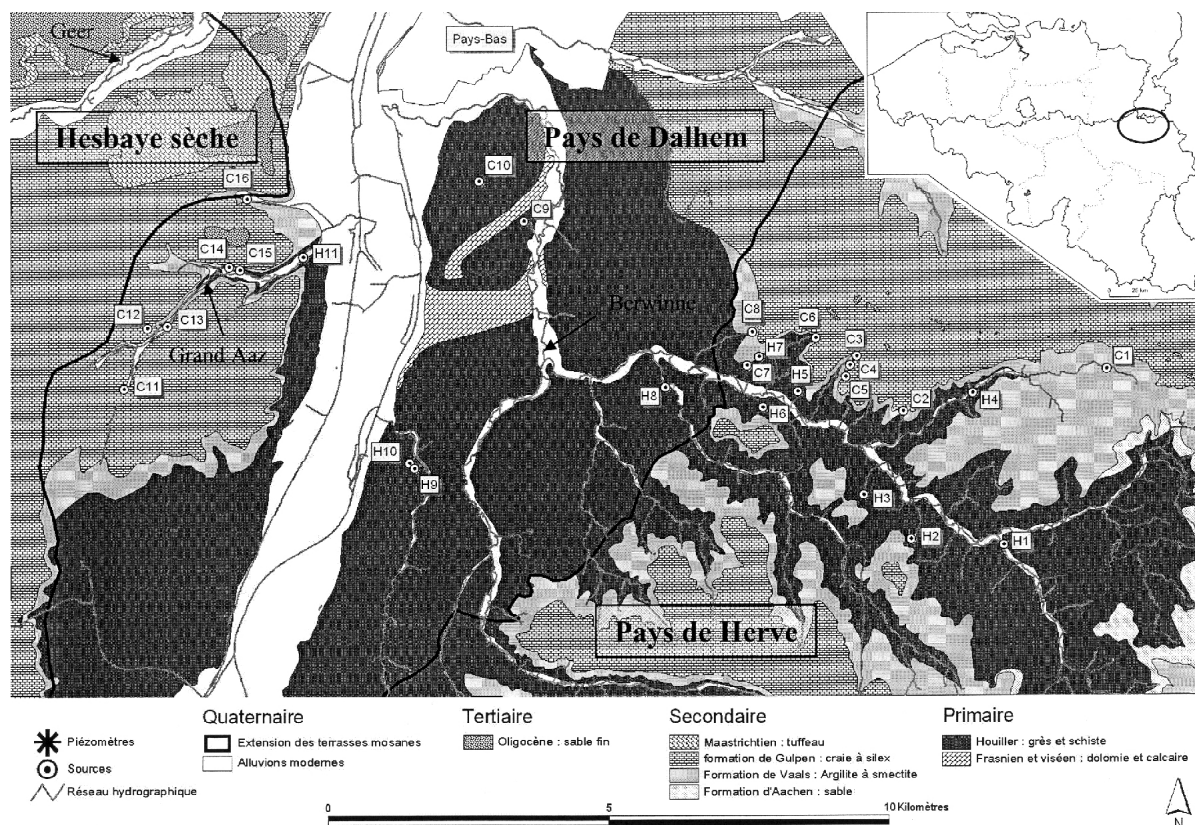 Geer
Pays-Bas
Hesbaye sèche
Pays de Dalhem
C16
C10
C9
C14
C15
H11
Berwinne
C12
C13
Grand Aaz
C11
C8
C6
C3
H7
C4
C7
H5
C5
C1
H8
H6
C2
H4
H10
H9
H3
H2
H1
Pays de Herve
0 25 km
Piézomètres
Sources
Réseau hydrographique
Quaternaire
Extension des terrasses mosanes
Alluvions modernes
Tertiaire
Oligocène : sable fin
Secondaire
Maastrichtien : tuffeau
formation de Gulpen : craie à silex
Formation de Vaals : Argilite à smectite
Formation d'Aachen : sable
Primaire
Houiller : grès et schiste
Frasnien et viséen : dolomie et calcaire
0 5 10 Kilomètres
N